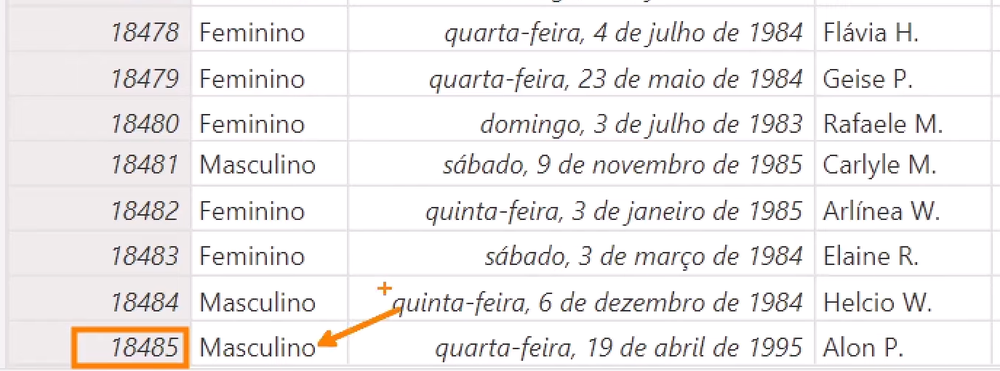 18478 Feminino quarta-feira, 4 de julho de 1984 Flávia H.
18479 Feminino quarta-feira, 23 de maio de 1984 Geise P.
18480 Feminino domingo, 3 de julho de 1983 Rafaele M.
18481 Masculino sábado, 9 de novembro de 1985 Carlyle M.
18482 Feminino quinta-feira, 3 de janeiro de 1985 Arlínea W.
18483 Feminino sábado, 3 de março de 1984 Elaine R.
18484 Masculino quinta-feira, 6 de dezembro de 1984 Helcio W.
18485 Masculino quarta-feira, 19 de abril de 1995 Alon P.